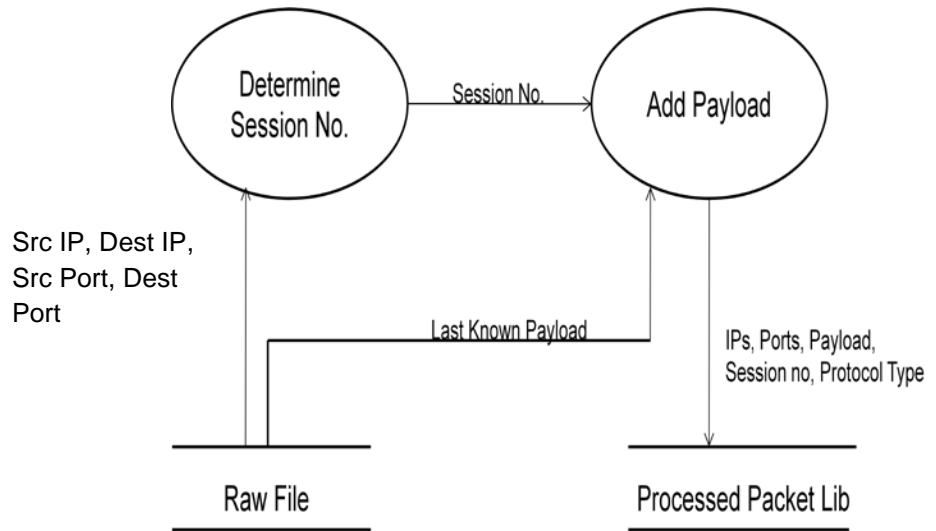 Determine
Session No.
Session No.
Add Payload
Src IP, Dest IP,
Src Port, Dest
Port
Last Known Payload
IPs, Ports, Payload,
Session no, Protocol Type
Raw File
Processed Packet Lib